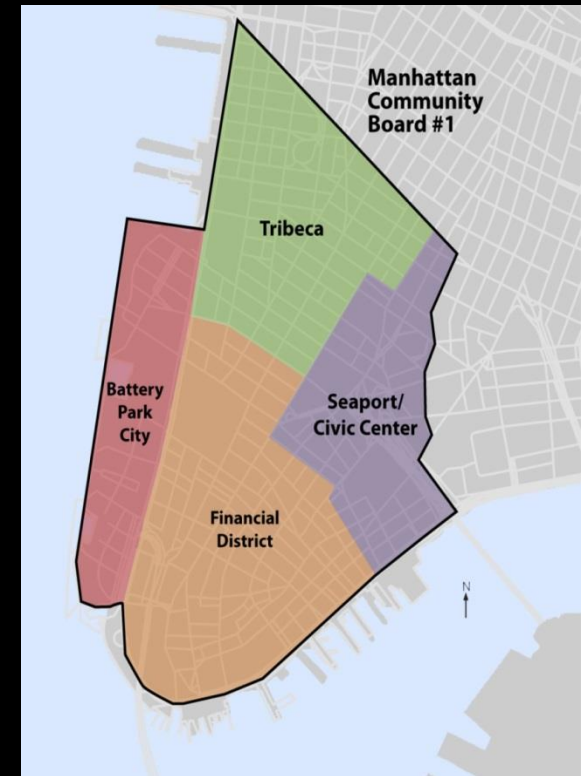 Manhattan
Community
Board #1
Tribeca
Battery
Park
City
Seaport/
Civic Center
Financial
District
N